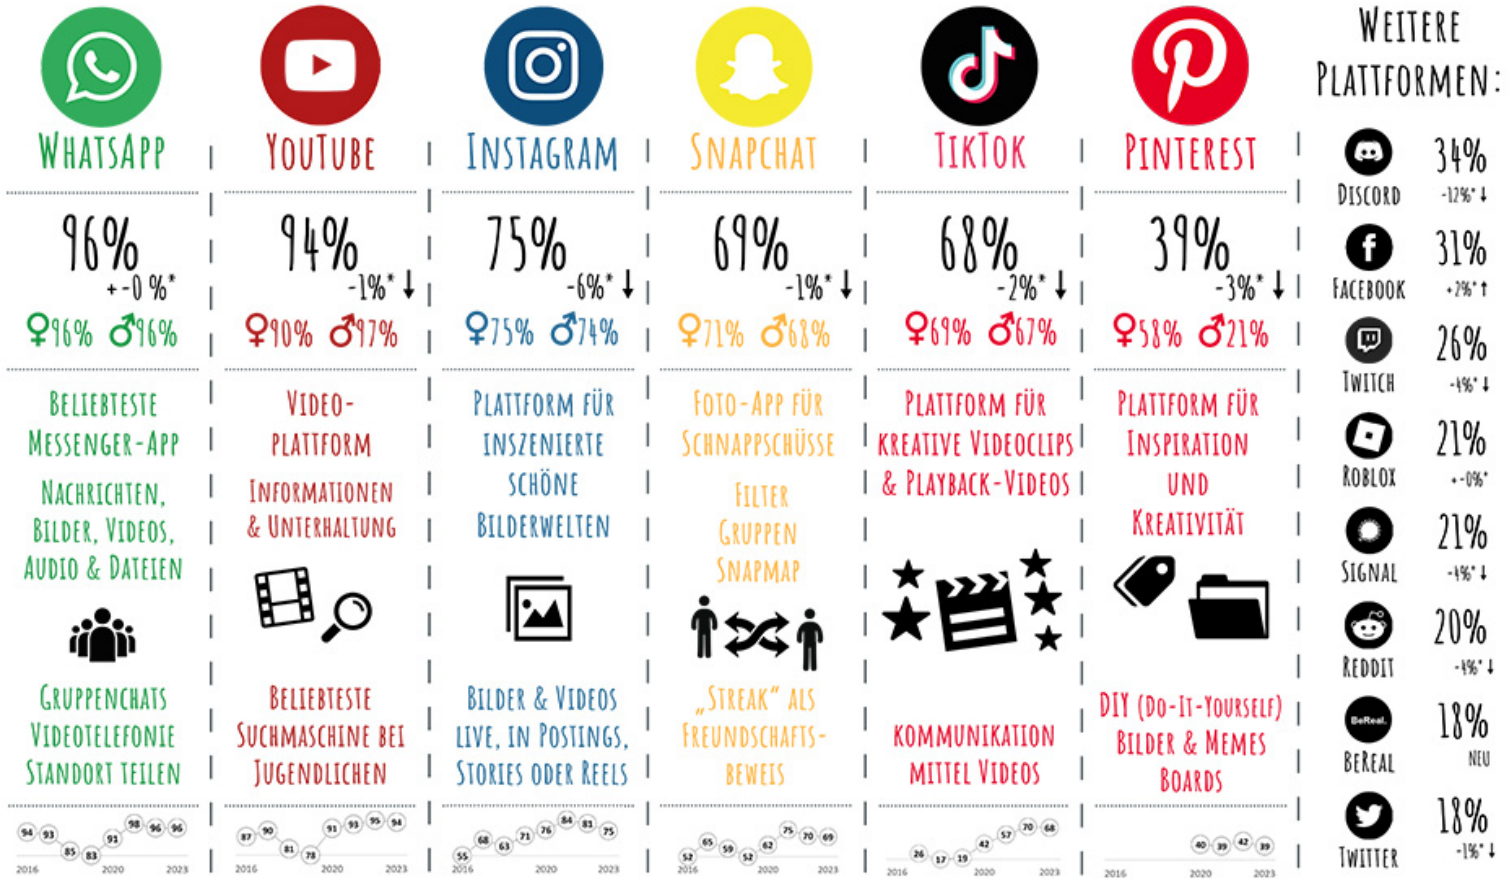 WhatsApp
96%
+-0 %*
♀96% ♂96%
Beliebteste
Messenger-App
Nachrichten,
Bilder, Videos,
Audio & Dateien
Gruppenchats
Videotelefonie
Standort teilen
94 93 85 83 91 98 96 96
2016 2020 2023
YouTube
94%
-1%* ↓
♀90% ♂97%
Video-
plattform
Informationen
& Unterhaltung
Beliebteste
Suchmaschine bei
Jugendlichen
87 90 81 78 91 93 95 94
2016 2020 2023
Instagram
75%
-6%* ↓
♀75% ♂74%
Plattform für
inszenierte
schöne
Bilderwelten
Bilder & Videos
live, in Postings,
Stories oder Reels
55 68 63 71 76 84 81 75
2016 2020 2023
Snapchat
69%
-1%* ↓
♀71% ♂68%
Foto-App für
Schnappschüsse
Filter
Gruppen
Snapmap
„Streak“ als
Freundschafts-
beweis
52 65 59 52 62 75 70 69
2016 2020 2023
TikTok
68%
-2%* ↓
♀69% ♂67%
Plattform für
kreative Videoclips
& Playback-Videos
Kommunikation
mittel Videos
26 17 19 42 57 70 68
2016 2020 2023
Pinterest
39%
-3%* ↓
♀58% ♂21%
Plattform für
Inspiration
und
Kreativität
DIY (Do-It-Yourself)
Bilder & Memes
Boards
40 39 42 39
2016 2020 2023
Weitere
Plattformen:
Discord 34%
-12%* ↓
Facebook 31%
+2%* ↑
Twitch 26%
-4%* ↓
Roblox 21%
+-0%*
Signal 21%
-4%* ↓
Reddit 20%
-4%* ↓
BeReal.
BeReal 18%
neu
Twitter 18%
-1%* ↓